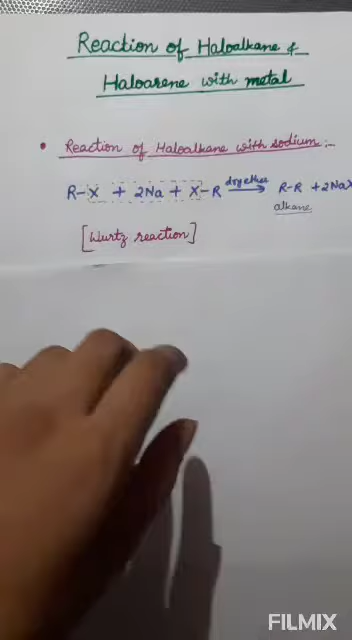 Reaction of Haloalkane &
Haloarene with metal
• Reaction of Haloalkane with sodium:-
R-X + 2Na + X-R dry ether → R-R + 2NaX
alkane
[Wurtz reaction]
FILMIX